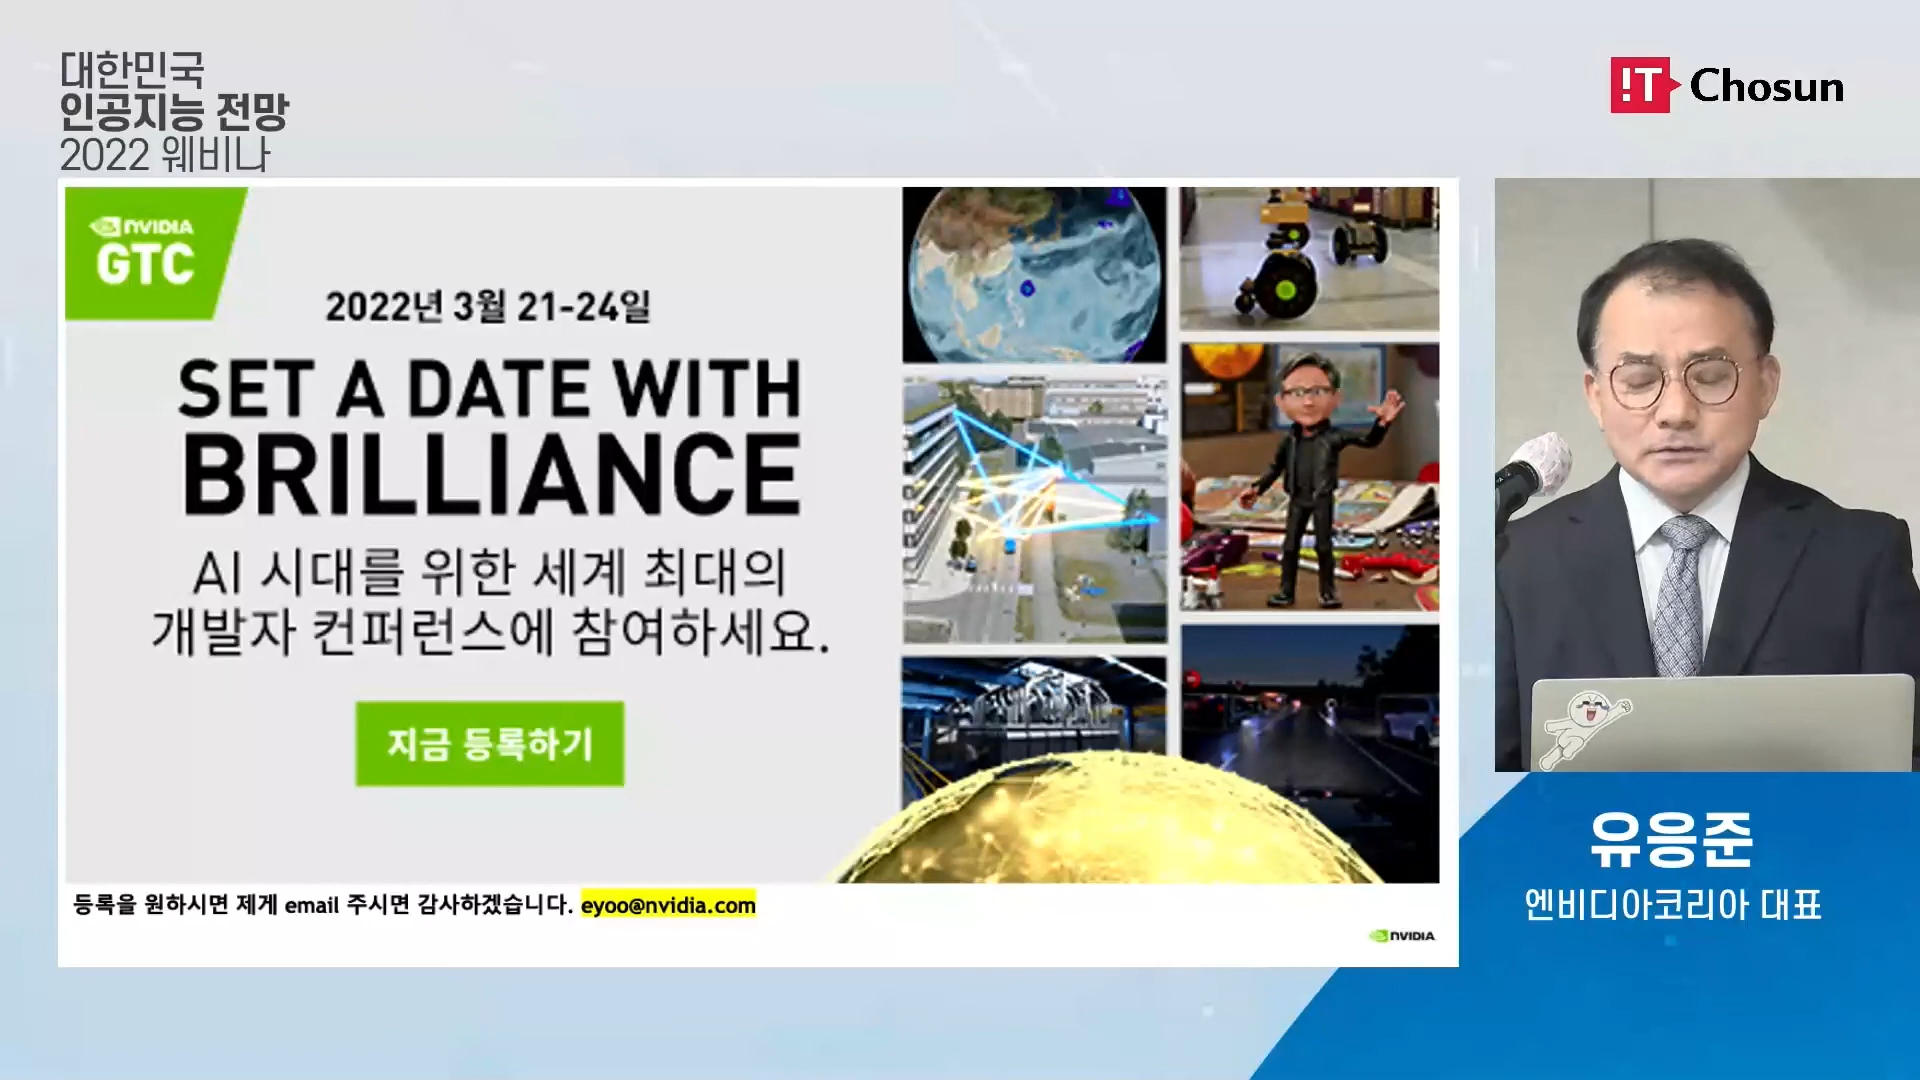 대한민국
인공지능 전망
2022 웨비나
!T Chosun
NVIDIA
GTC
2022년 3월 21-24일
SET A DATE WITH
BRILLIANCE
AI 시대를 위한 세계 최대의
개발자 컨퍼런스에 참여하세요.
지금 등록하기
등록을 원하시면 제게 email 주시면 감사하겠습니다. eyoo@nvidia.com
NVIDIA
유응준
엔비디아코리아 대표